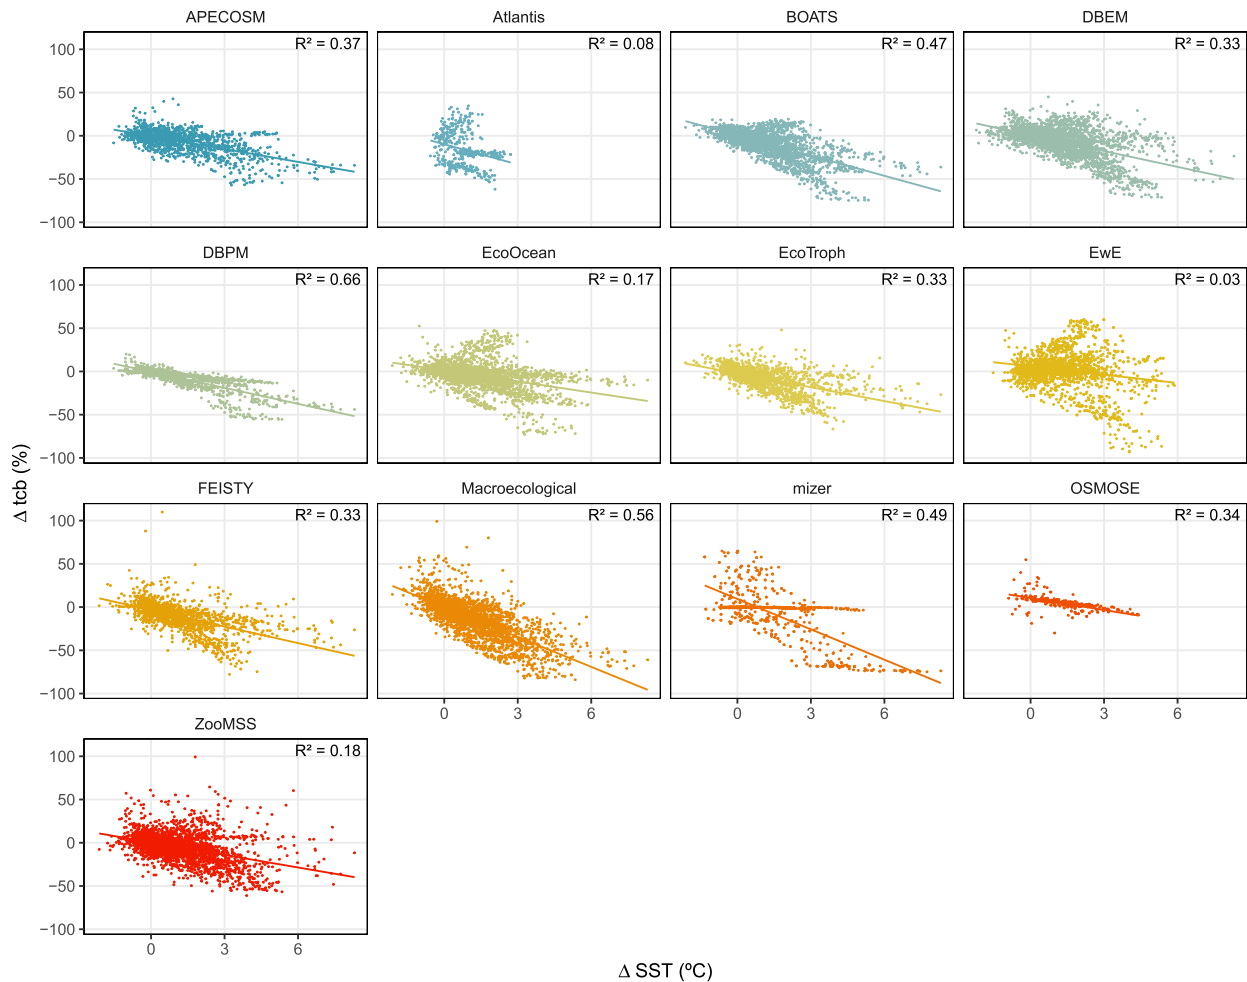 APECOSM Atlantis BOATS DBEM
R² = 0.37 R² = 0.08 R² = 0.47 R² = 0.33
100
50
0
−50
−100
DBPM EcoOcean EcoTroph EwE
R² = 0.66 R² = 0.17 R² = 0.33 R² = 0.03
100
50
0
−50
−100
Δ tcb (%)
FEISTY Macroecological mizer OSMOSE
R² = 0.33 R² = 0.56 R² = 0.49 R² = 0.34
100
50
0
−50
−100
0 3 6 0 3 6 0 3 6
ZooMSS
R² = 0.18
100
50
0
−50
−100
0 3 6
Δ SST (ºC)